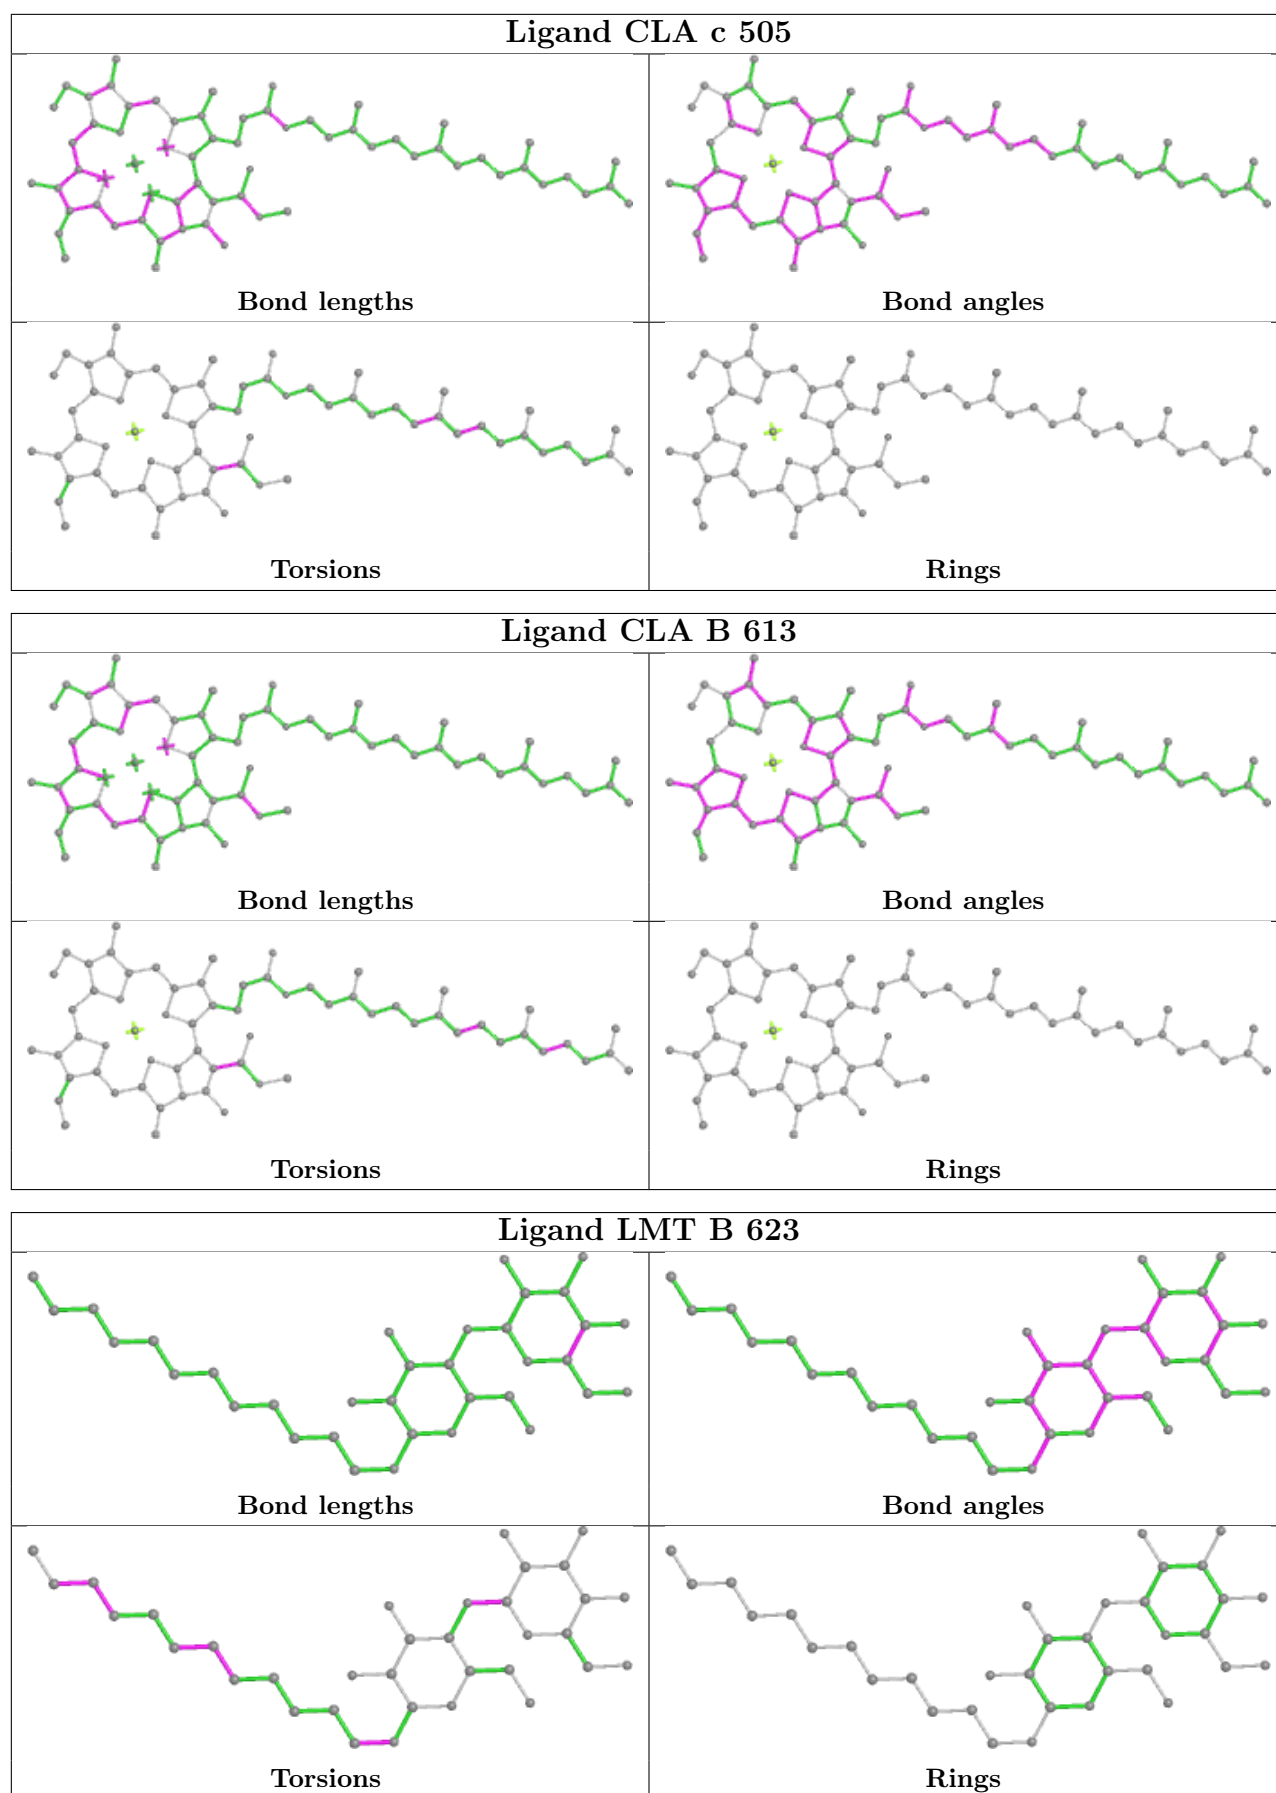 Ligand CLA c 505
Bond lengths
Bond angles
Torsions
Rings
Ligand CLA B 613
Bond lengths
Bond angles
Torsions
Rings
Ligand LMT B 623
Bond lengths
Bond angles
Torsions
Rings